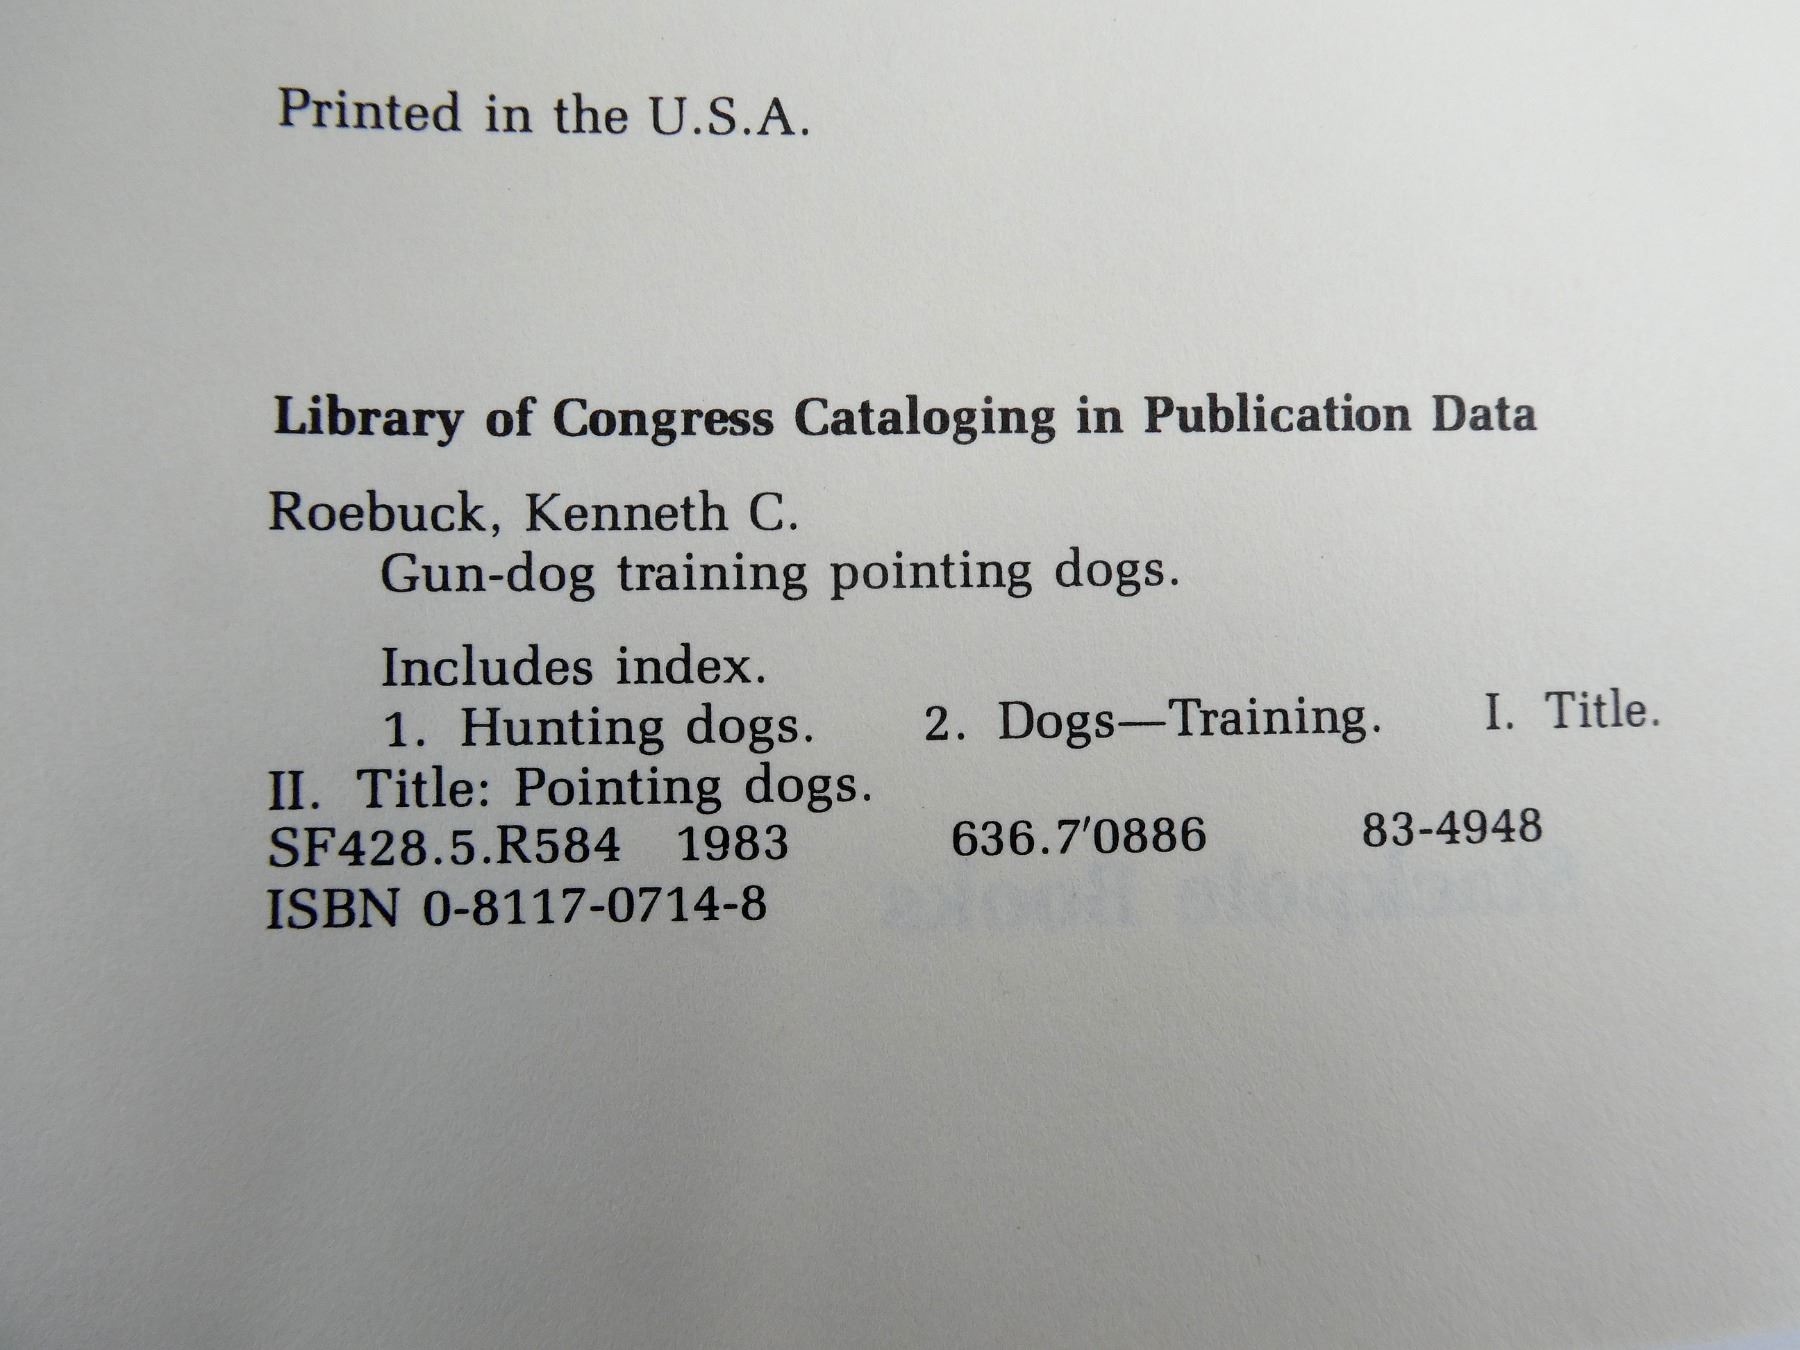 Printed in the U.S.A.
Library of Congress Cataloging in Publication Data
Roebuck, Kenneth C.
Gun-dog training pointing dogs.
Includes index.
1. Hunting dogs. 2. Dogs—Training. I. Title.
II. Title: Pointing dogs.
SF428.5.R584 1983 636.7′0886 83-4948
ISBN 0-8117-0714-8